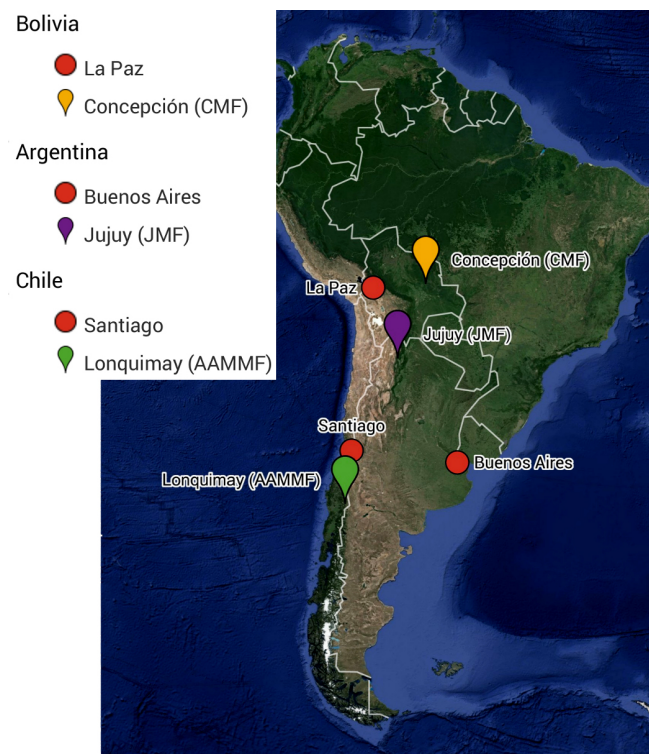 Bolivia
La Paz
Concepción (CMF)
Argentina
Buenos Aires
Jujuy (JMF)
Chile
Santiago
Lonquimay (AAMMF)
Concepción (CMF)
La Paz
Jujuy (JMF)
Santiago
Buenos Aires
Lonquimay (AAMMF)